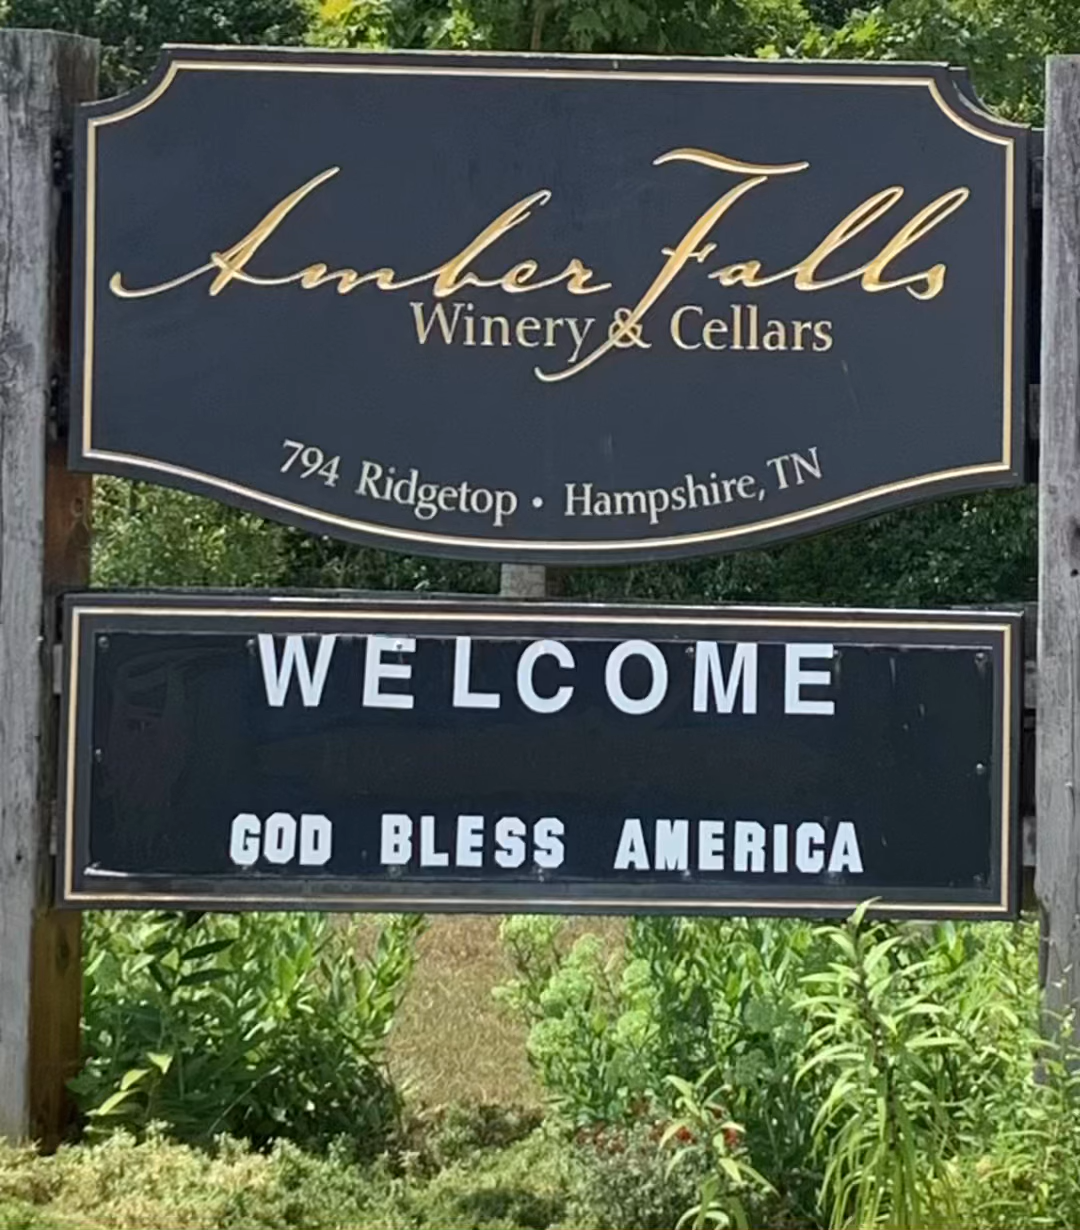 Amber Falls
Winery & Cellars
794 Ridgetop • Hampshire, TN
WELCOME
GOD BLESS AMERICA